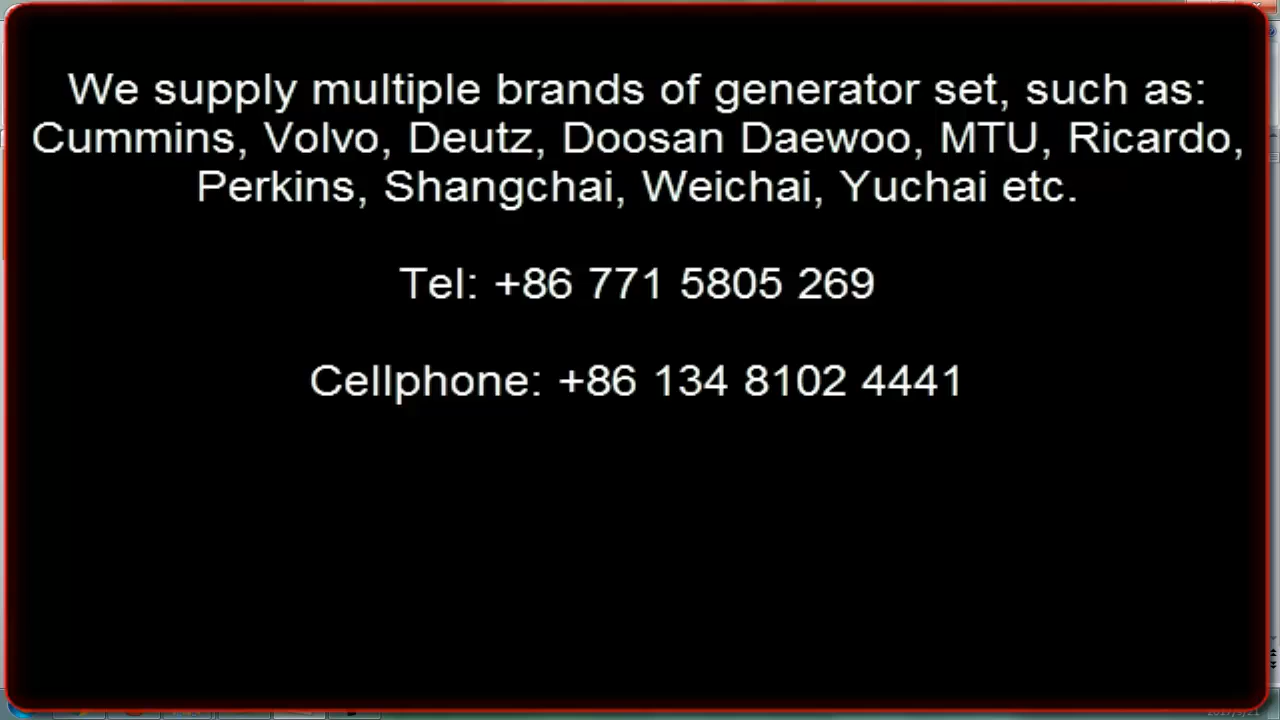 We supply multiple brands of generator set, such as:
Cummins, Volvo, Deutz, Doosan Daewoo, MTU, Ricardo,
Perkins, Shangchai, Weichai, Yuchai etc.
Tel: +86 771 5805 269
Cellphone: +86 134 8102 4441